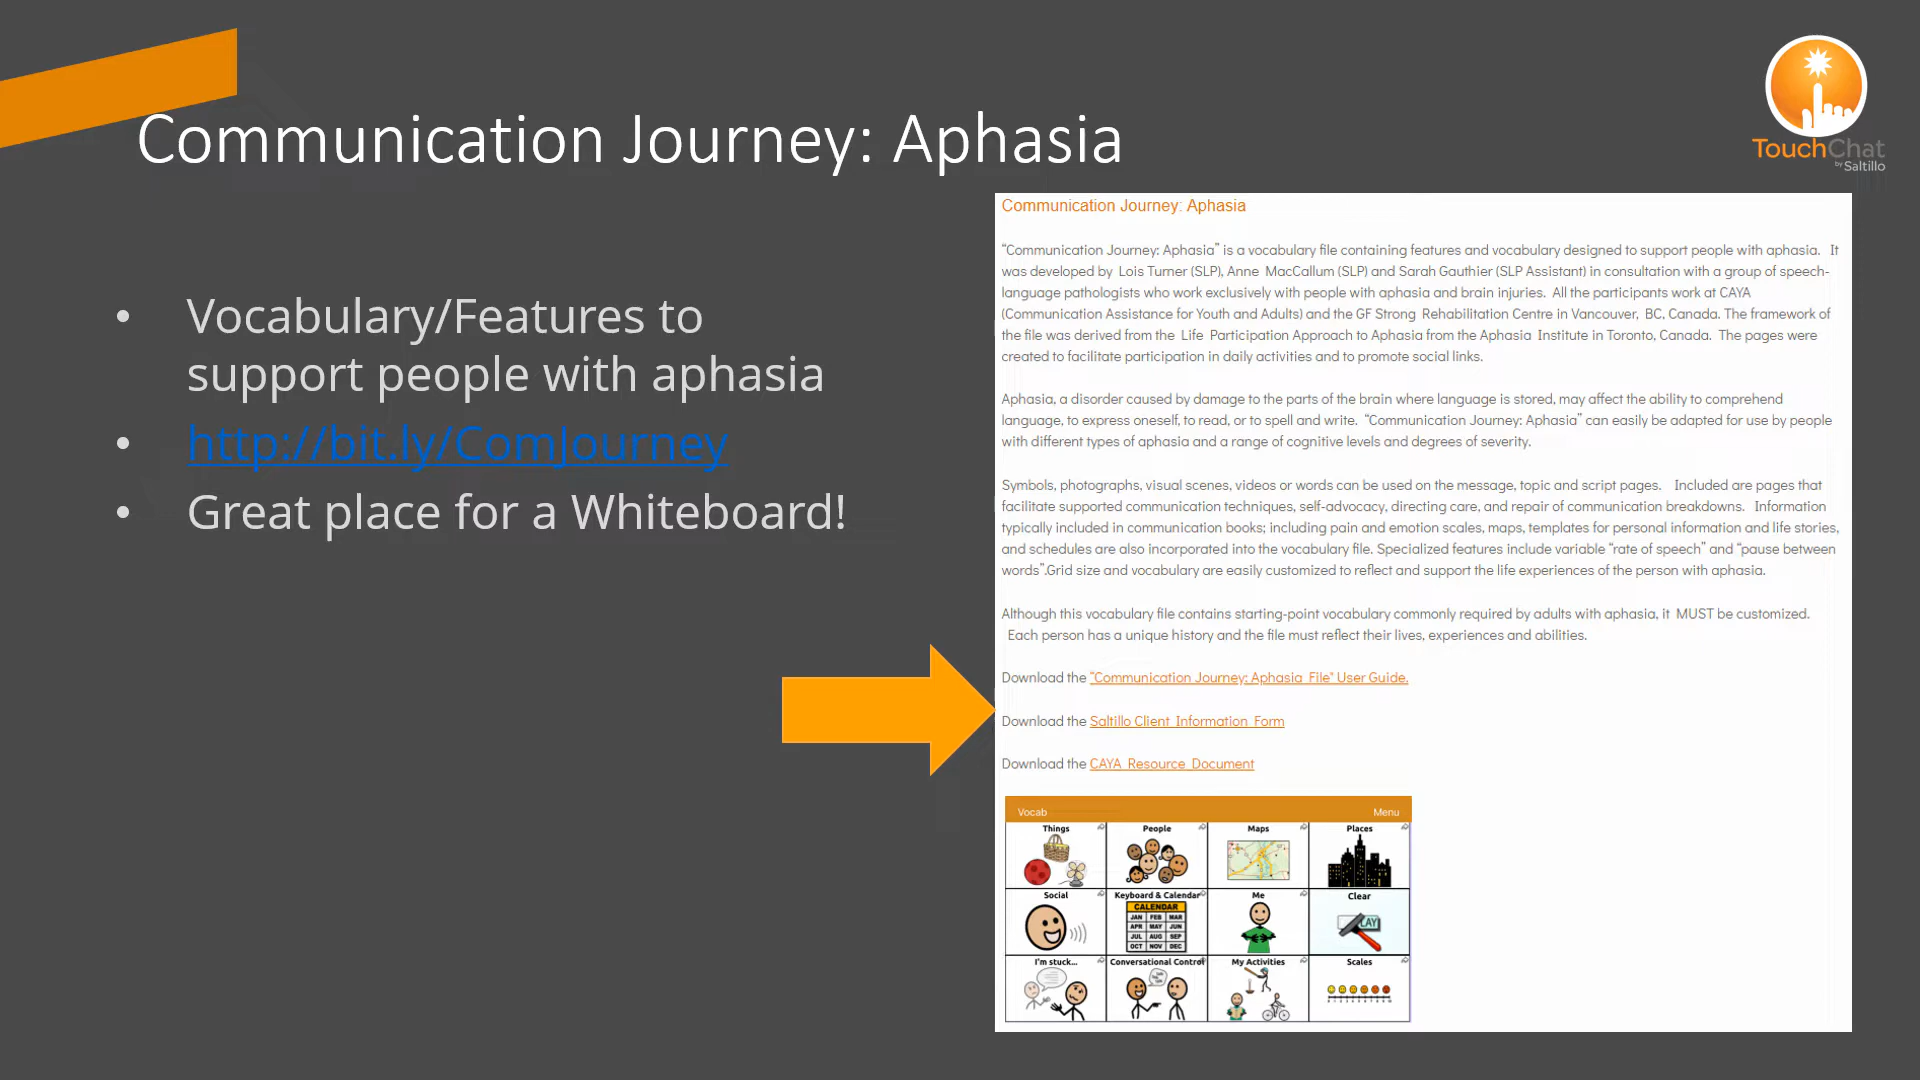 Communication Journey: Aphasia
TouchChat
by Saltillo
• Vocabulary/Features to
support people with aphasia
• http://bit.ly/ComJourney
• Great place for a Whiteboard!
Communication Journey: Aphasia
“Communication Journey: Aphasia” is a vocabulary file containing features and vocabulary designed to support people with aphasia. It
was developed by Lois Turner (SLP), Anne MacCallum (SLP) and Sarah Gauthier (SLP Assistant) in consultation with a group of speech-
language pathologists who work exclusively with people with aphasia and brain injuries. All the participants work at CAYA
(Communication Assistance for Youth and Adults) and the GF Strong Rehabilitation Centre in Vancouver, BC, Canada. The framework of
the file was derived from the Life Participation Approach to Aphasia from the Aphasia Institute in Toronto, Canada. The pages were
created to facilitate participation in daily activities and to promote social links.
Aphasia, a disorder caused by damage to the parts of the brain where language is stored, may affect the ability to comprehend
language, to express oneself, to read, or to spell and write. “Communication Journey: Aphasia” can easily be adapted for use by people
with different types of aphasia and a range of cognitive levels and degrees of severity.
Symbols, photographs, visual scenes, videos or words can be used on the message, topic and script pages. Included are pages that
facilitate supported communication techniques, self-advocacy, directing care, and repair of communication breakdowns. Information
typically included in communication books; including pain and emotion scales, maps, templates for personal information and life stories,
and schedules are also incorporated into the vocabulary file. Specialized features include variable “rate of speech” and “pause between
words”.Grid size and vocabulary are easily customized to reflect and support the life experiences of the person with aphasia.
Although this vocabulary file contains starting-point vocabulary commonly required by adults with aphasia, it MUST be customized.
Each person has a unique history and the file must reflect their lives, experiences and abilities.
Download the "Communication Journey: Aphasia File" User Guide.
Download the Saltillo Client Information Form
Download the CAYA Resource Document
Vocab Menu
Things People Maps Places
Social Keyboard & Calendar Me Clear
CALENDAR
JAN FEB MAR
APR MAY JUN
JUL AUG SEP
OCT NOV DEC
I'm stuck... Conversational Control My Activities Scales